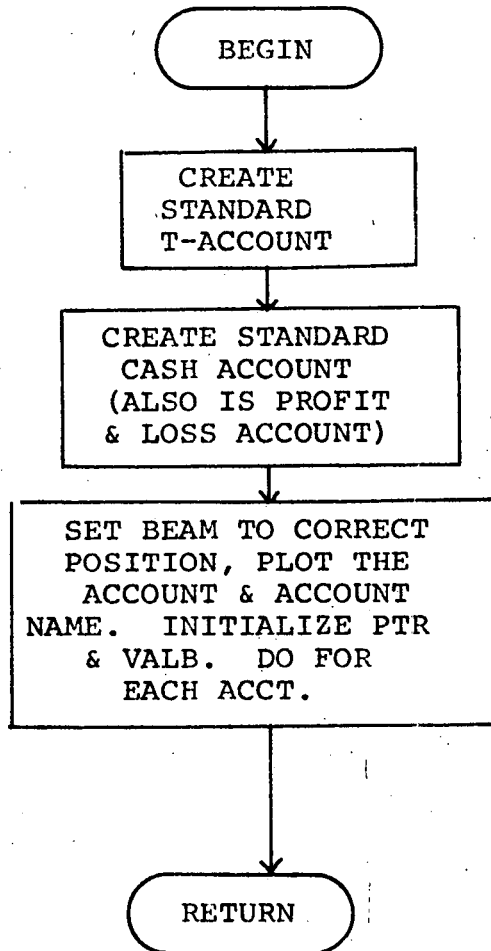 BEGIN
CREATE
STANDARD
T-ACCOUNT
CREATE STANDARD
CASH ACCOUNT
(ALSO IS PROFIT
& LOSS ACCOUNT)
SET BEAM TO CORRECT
POSITION, PLOT THE
ACCOUNT & ACCOUNT
NAME. INITIALIZE PTR
& VALB. DO FOR
EACH ACCT.
RETURN